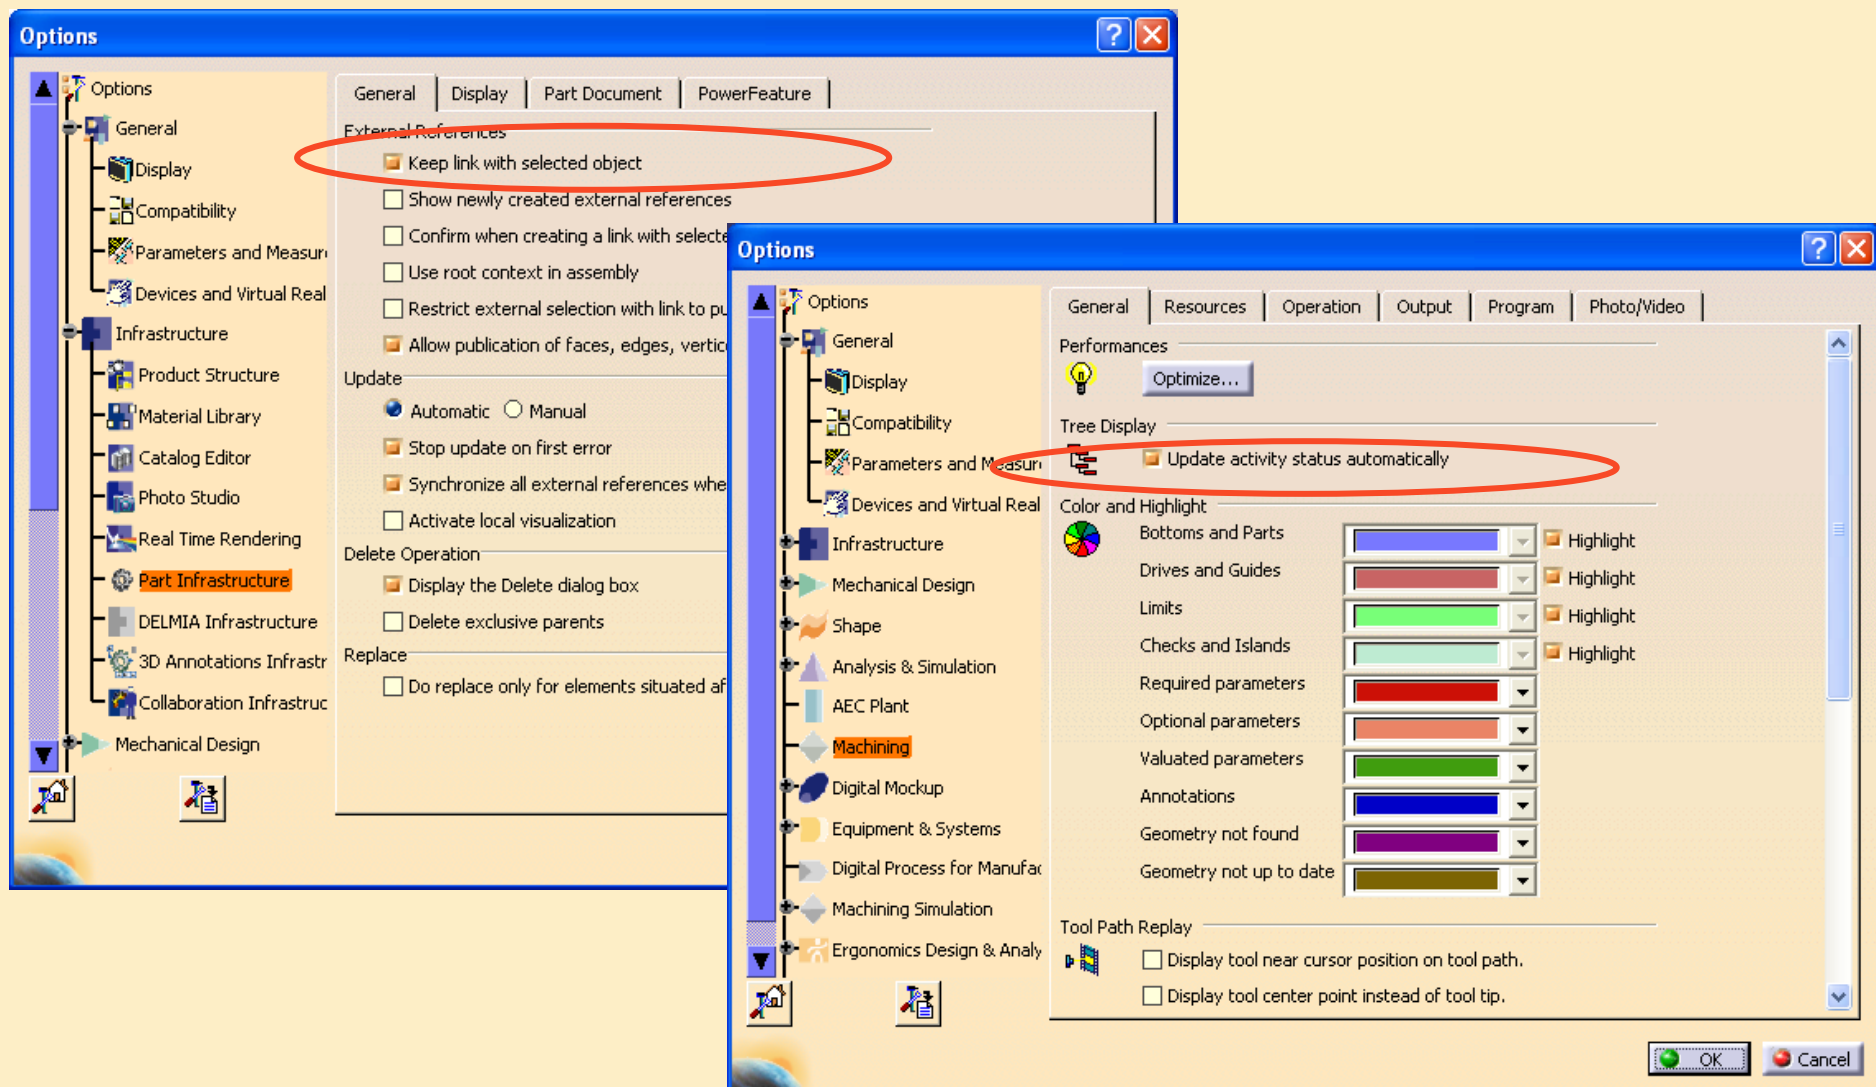 Options
Options
General
Display
Compatibility
Parameters and Measur
Devices and Virtual Real
Infrastructure
Product Structure
Material Library
Catalog Editor
Photo Studio
Real Time Rendering
Part Infrastructure
DELMIA Infrastructure
3D Annotations Infrastr
Collaboration Infrastruc
Mechanical Design
General Display Part Document PowerFeature
External References
Keep link with selected object
Show newly created external references
Confirm when creating a link with selecte
Use root context in assembly
Restrict external selection with link to pu
Allow publication of faces, edges, vertic
Update
Automatic Manual
Stop update on first error
Synchronize all external references whe
Activate local visualization
Delete Operation
Display the Delete dialog box
Delete exclusive parents
Replace
Do replace only for elements situated af
Options
Options
General
Display
Compatibility
Parameters and Measur
Devices and Virtual Real
Infrastructure
Mechanical Design
Shape
Analysis & Simulation
AEC Plant
Machining
Digital Mockup
Equipment & Systems
Digital Process for Manufac
Machining Simulation
Ergonomics Design & Analy
General Resources Operation Output Program Photo/Video
Performances
Optimize...
Tree Display
Update activity status automatically
Color and Highlight
Bottoms and Parts Highlight
Drives and Guides Highlight
Limits Highlight
Checks and Islands Highlight
Required parameters
Optional parameters
Valuated parameters
Annotations
Geometry not found
Geometry not up to date
Tool Path Replay
Display tool near cursor position on tool path.
Display tool center point instead of tool tip.
OK Cancel